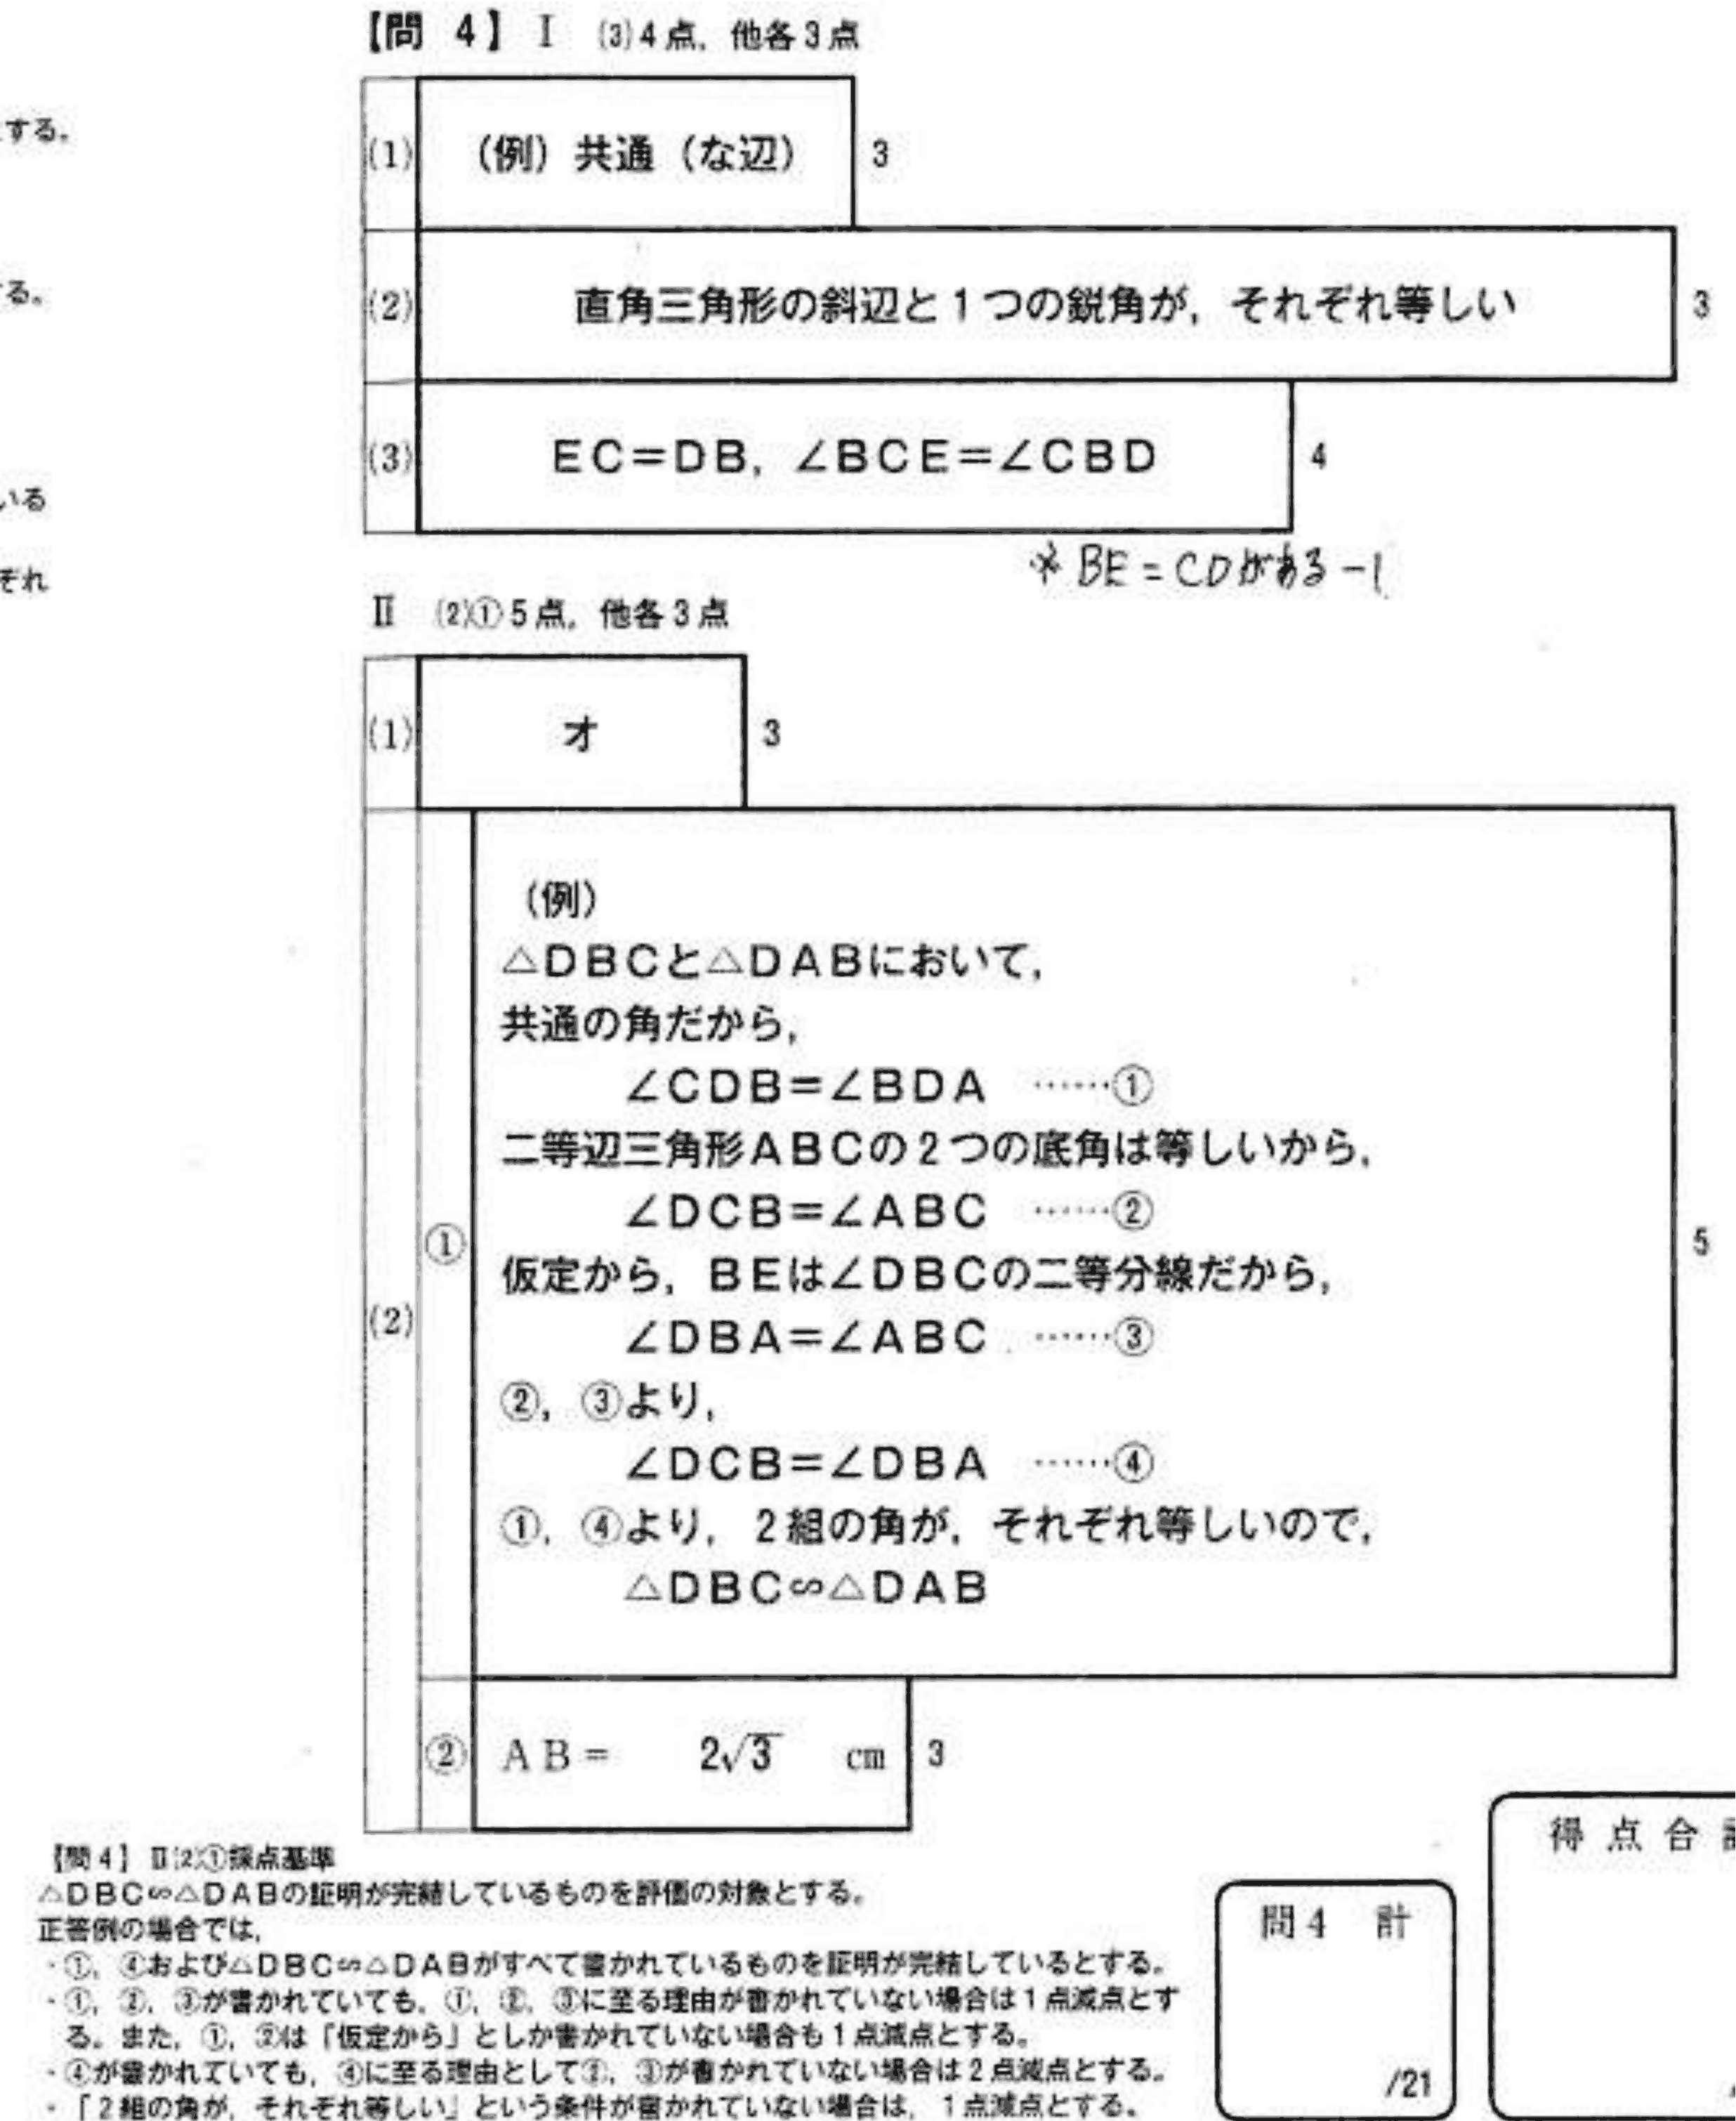 【問 4】 Ⅰ (3)4点, 他各3点
する。
(1) (例) 共通 (な辺) 3
る。
(2) 直角三角形の斜辺と1つの鋭角が, それぞれ等しい 3
(3) EC=DB, ∠BCE=∠CBD 4
いる
ぞれ
※ BE=CDがある -1
Ⅱ (2)①5点, 他各3点
(1) オ 3
(2)
①
(例)
△DBCと△DABにおいて,
共通の角だから,
∠CDB=∠BDA ……①
二等辺三角形ABCの2つの底角は等しいから,
∠DCB=∠ABC ……②
仮定から, BEは∠DBCの二等分線だから,
∠DBA=∠ABC ……③
②, ③より,
∠DCB=∠DBA ……④
①, ④より, 2組の角が, それぞれ等しいので,
△DBC∽△DAB
5
② AB= 2√3 cm 3
【問4】 Ⅱ(2)①採点基準
△DBC∽△DABの証明が完結しているものを評価の対象とする。
正答例の場合では,
・①, ④および△DBC∽△DABがすべて書かれているものを証明が完結しているとする。
・①, ②, ③が書かれていても, ①, ②, ③に至る理由が書かれていない場合は1点減点とす
る。また, ①, ②は「仮定から」としか書かれていない場合も1点減点とする。
・④が書かれていても, ④に至る理由として②, ③が書かれていない場合は2点減点とする。
・「2組の角が, それぞれ等しい」という条件が書かれていない場合は, 1点減点とする。
問4 計
/21
得点合